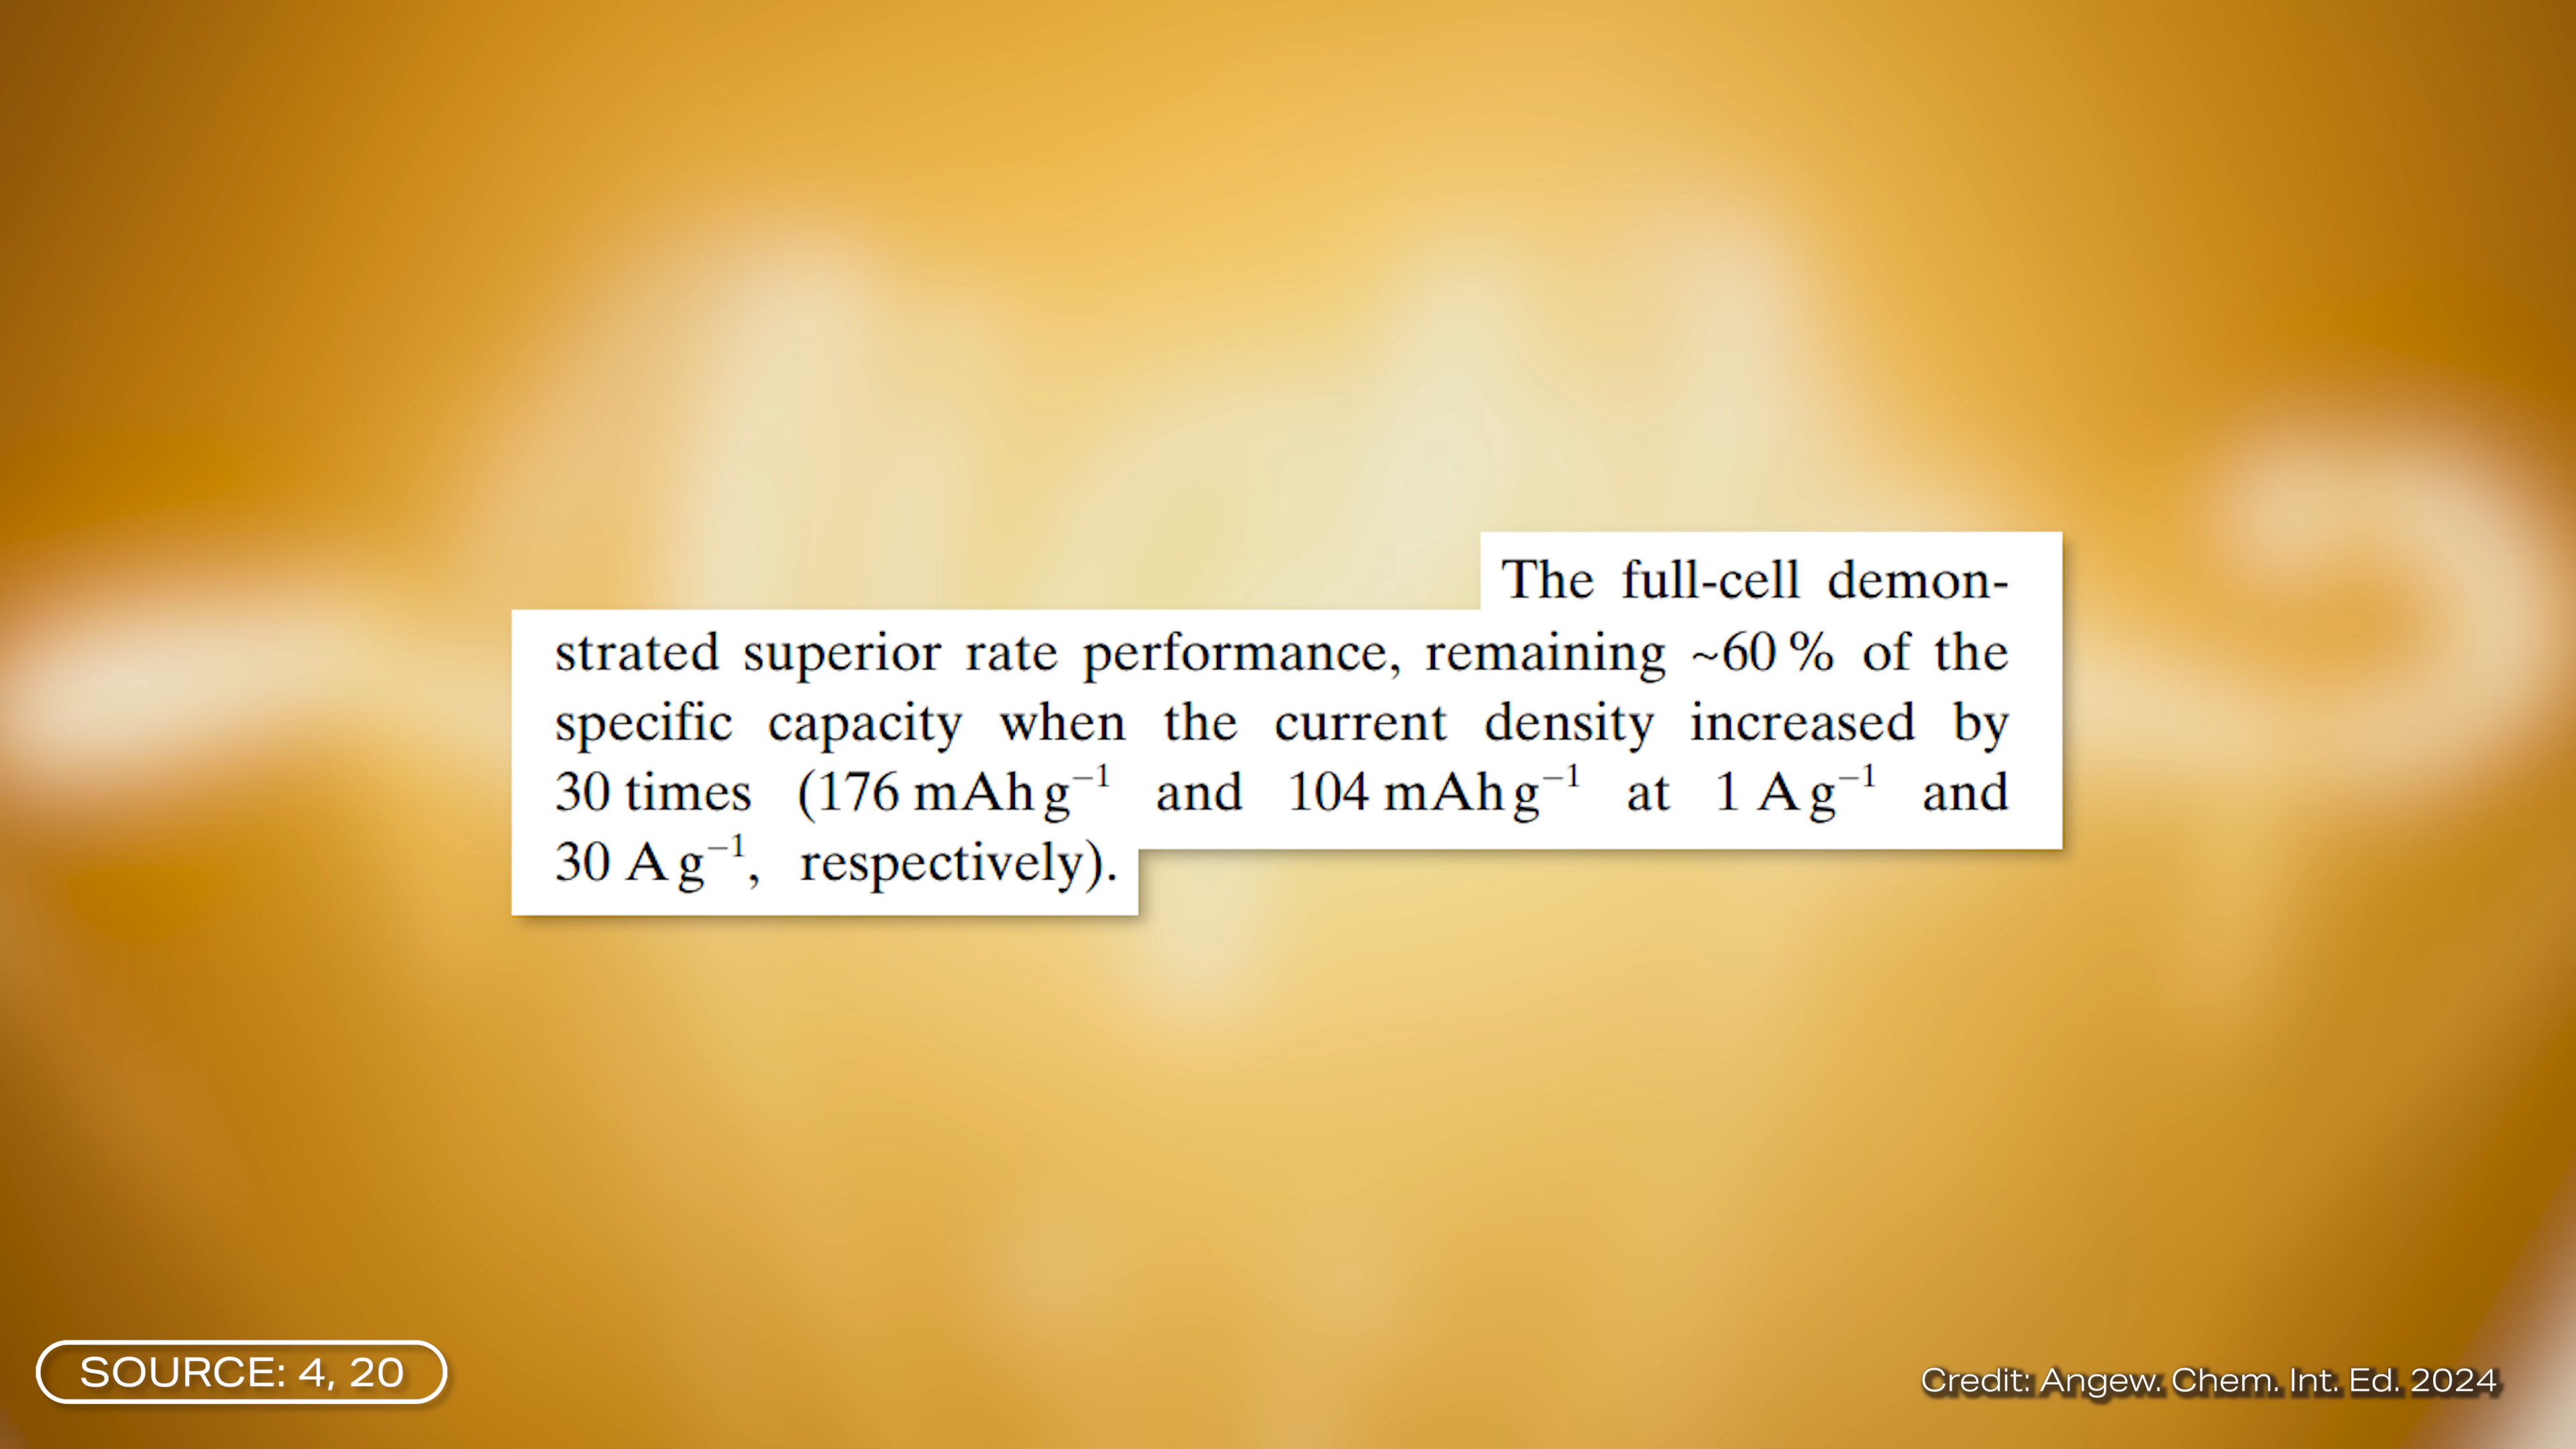 The full-cell demon-
strated superior rate performance, remaining ~60 % of the
specific capacity when the current density increased by
30 times (176 mAh g⁻¹ and 104 mAh g⁻¹ at 1 A g⁻¹ and
30 A g⁻¹, respectively).
SOURCE: 4, 20
Credit: Angew. Chem. Int. Ed. 2024